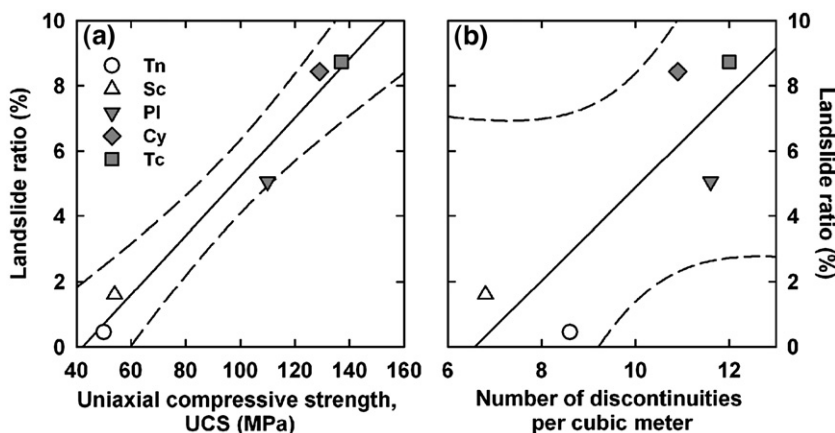 (a)
Tn
Sc
Pl
Cy
Tc
Landslide ratio (%)
10
8
6
4
2
0
40 60 80 100 120 140 160
Uniaxial compressive strength,
UCS (MPa)
(b)
10
8
6
4
2
0
Landslide ratio (%)
6 8 10 12
Number of discontinuities
per cubic meter